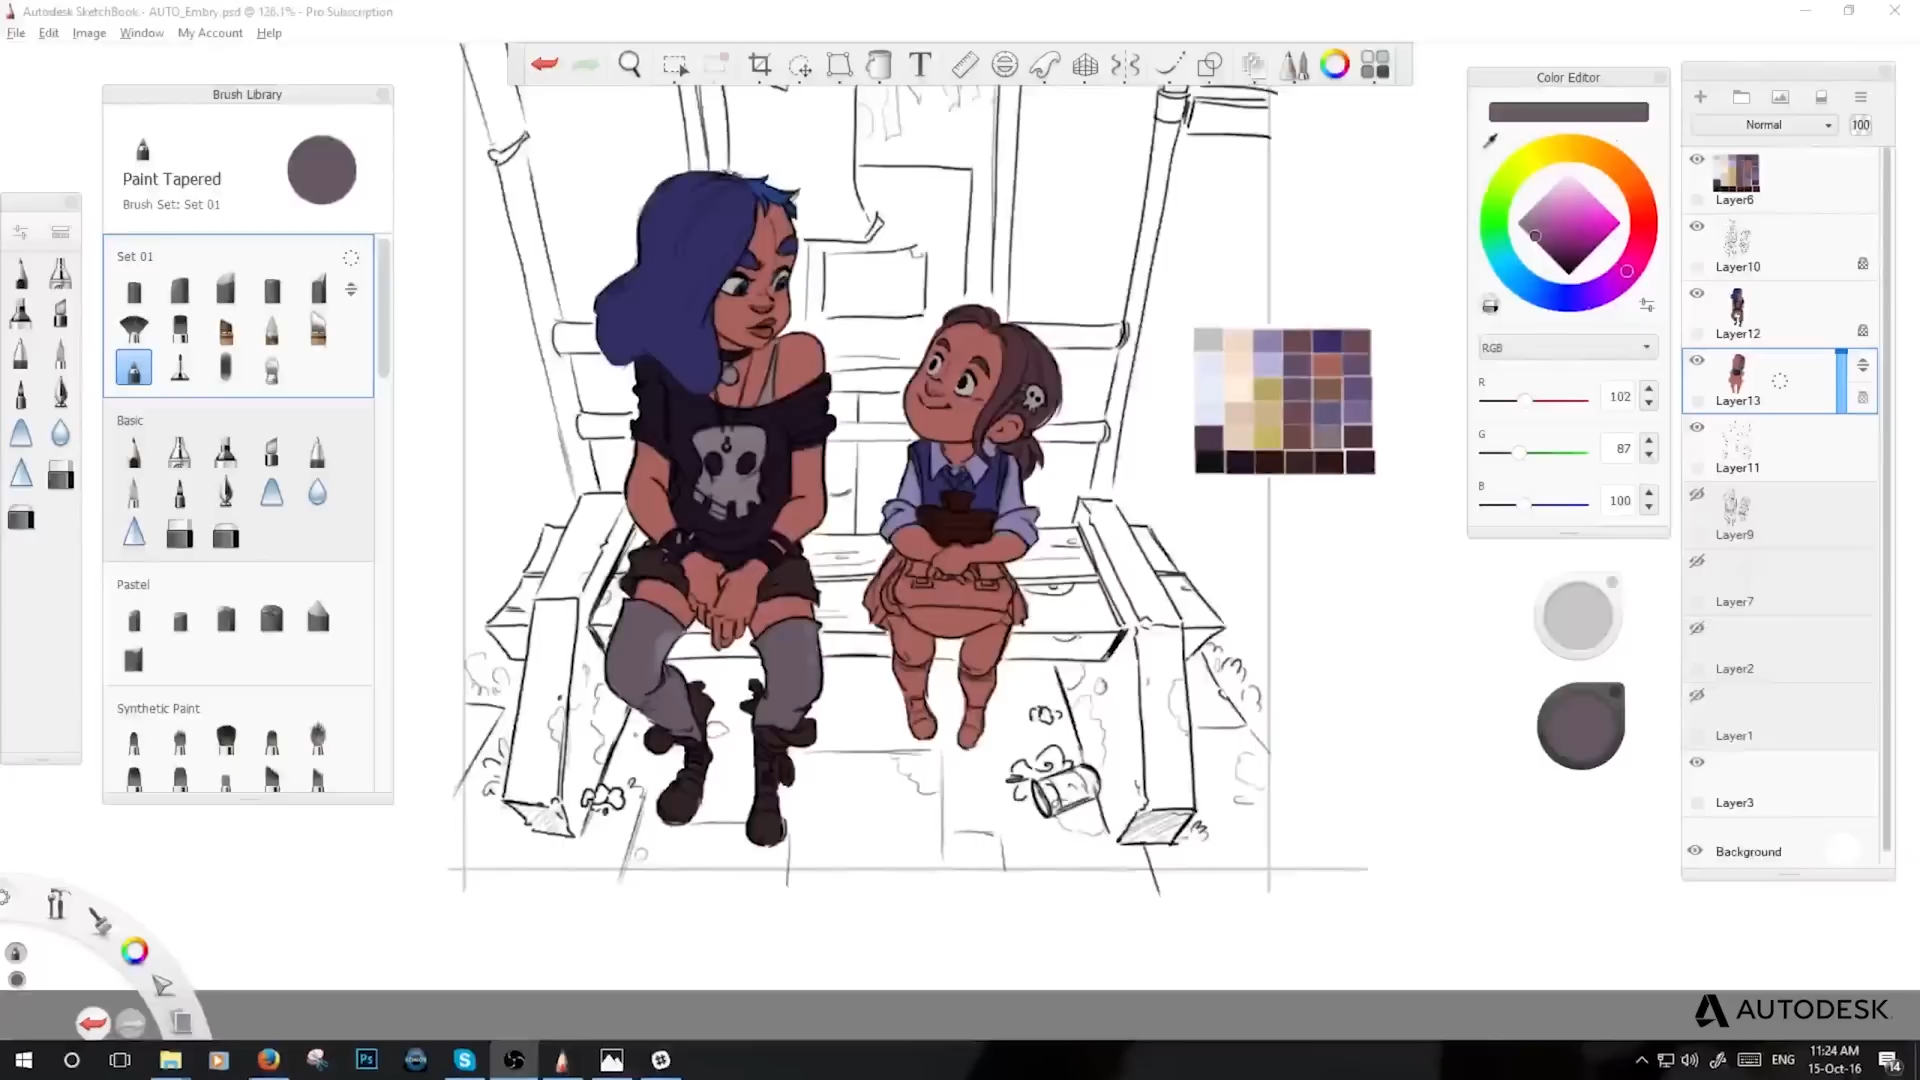 Autodesk SketchBook - AUTO_Embry.psd @ 126.1% - Pro Subscription
File Edit Image Window My Account Help
Brush Library
Paint Tapered
Brush Set: Set 01
Set 01
Basic
Pastel
Synthetic Paint
T
Color Editor
RGB
R 102
G 87
B 100
Normal 100
Layer6
Layer10
Layer12
Layer13
Layer11
Layer9
Layer7
Layer2
Layer1
Layer3
Background
AUTODESK.
Ps
ENG
11:24 AM
15-Oct-16
14